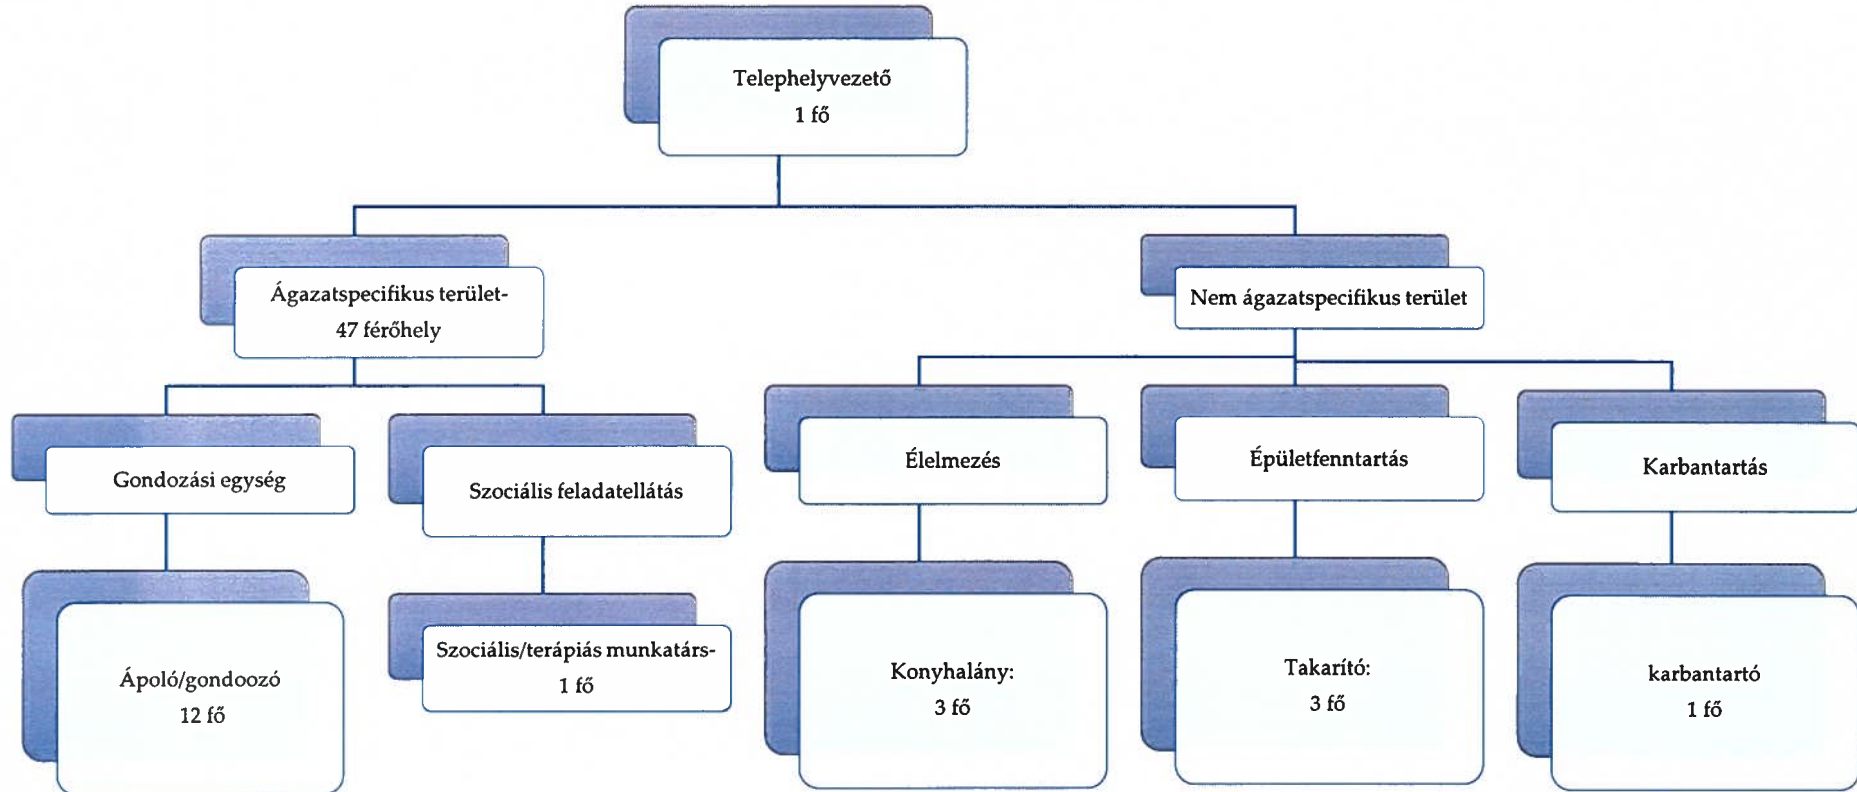 Telephelyvezető
1 fő
Ágazatspecifikus terület-
47 férőhely
Nem ágazatspecifikus terület
Gondozási egység
Szociális feladatellátás
Élelmezés
Épületfenntartás
Karbantartás
Ápoló/gondoozó
12 fő
Szociális/terápiás munkatárs-
1 fő
Konyhalány:
3 fő
Takarító:
3 fő
karbantartó
1 fő